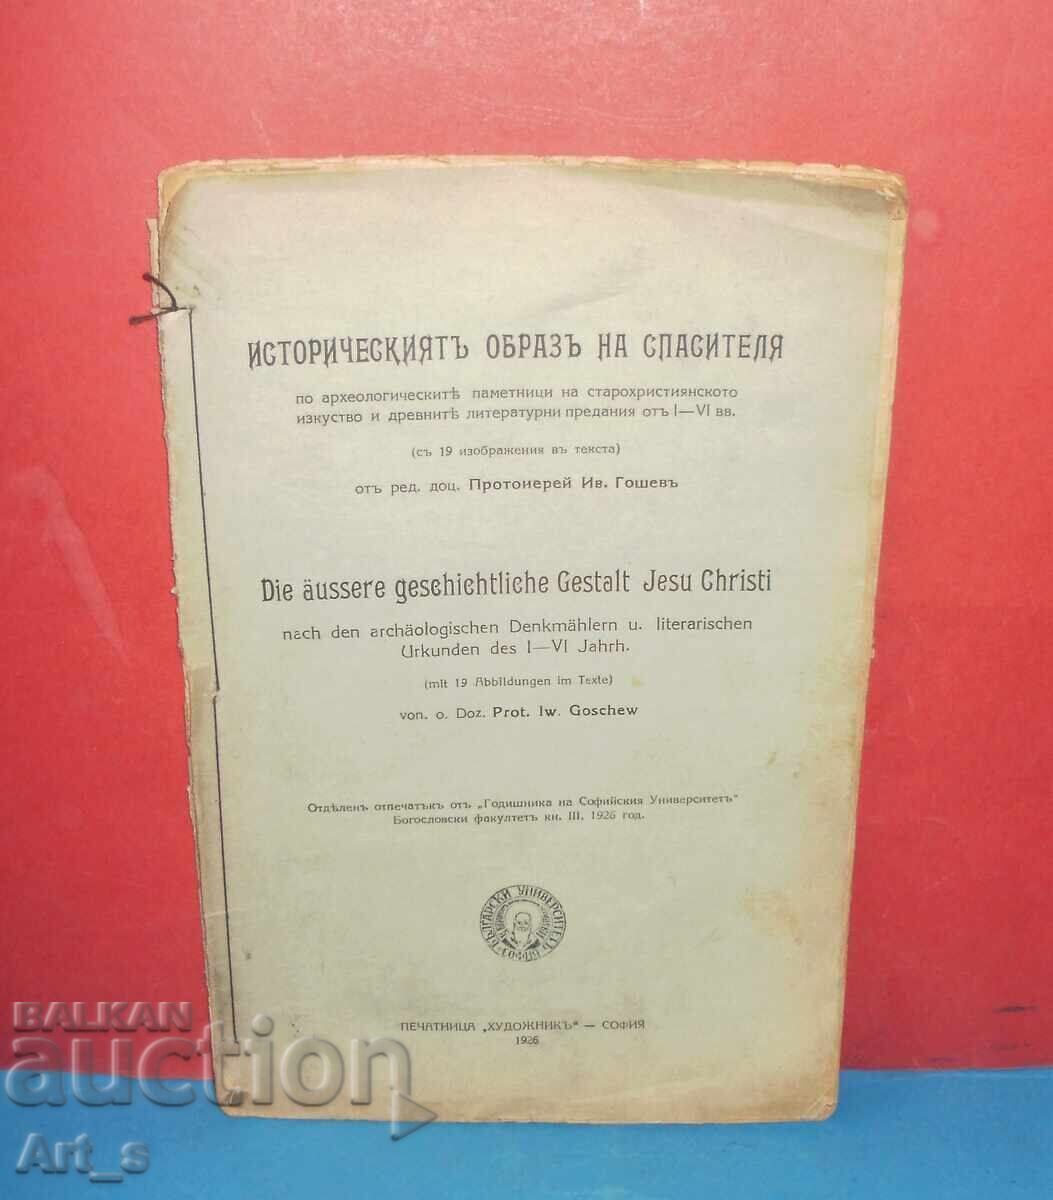 ИСТОРИЧЕСКИЯТЪ ОБРАЗЪ НА СПАСИТЕЛЯ
по археологическитѣ паметници на старохристиянското
изкуство и древнитѣ литературни предания отъ I—VI вв.
(съ 19 изображения въ текста)
отъ ред. доц. Протоиерей Ив. Гошевъ
Die äussere geschichtliche Gestalt Jesu Christi
nach den archäologischen Denkmählern u. literarischen
Urkunden des I—VI Jahrh.
(mit 19 Abbildungen im Texte)
von. o. Doz. Prot. Iw. Goschew
Отдѣленъ отпечатъкъ отъ „Годишника на Софийския Университетъ“
Богословски факултетъ кн. III. 1926 год.
БЪЛГАРСКИ УНИВЕРСИТЕТЪ
СОФИЯ
ПЕЧАТНИЦА „ХУДОЖНИКЪ“ — СОФИЯ
1926
BALKAN
auction
Art_s